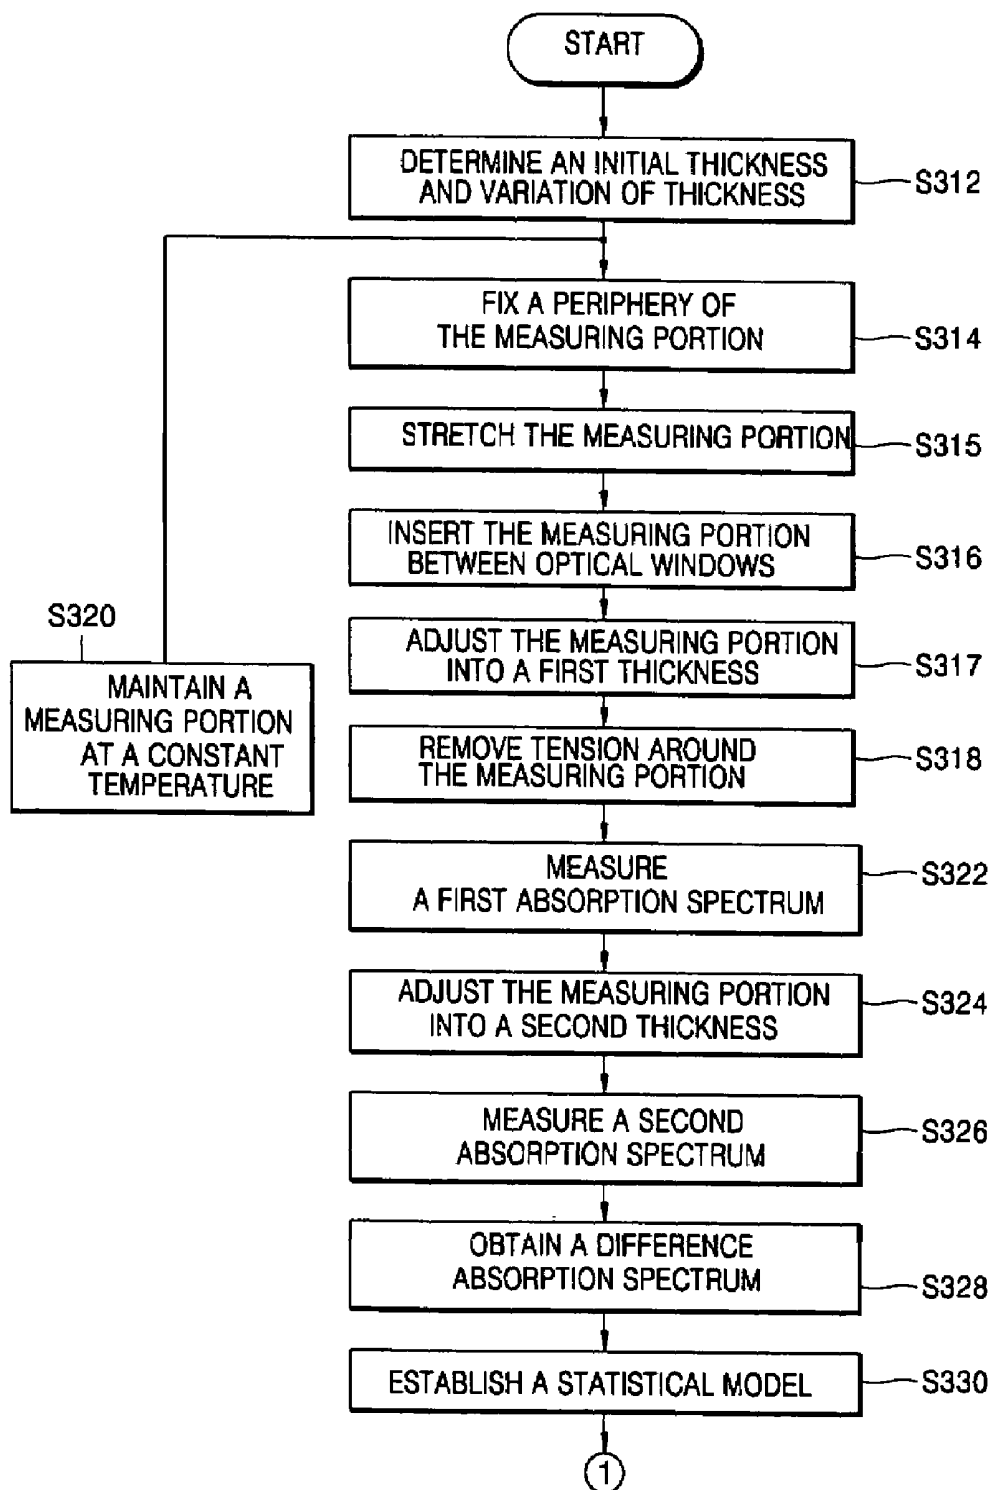 START
DETERMINE AN INITIAL THICKNESS
AND VARIATION OF THICKNESS
S312
FIX A PERIPHERY OF
THE MEASURING PORTION
S314
STRETCH THE MEASURING PORTION
S315
INSERT THE MEASURING PORTION
BETWEEN OPTICAL WINDOWS
S316
S320
MAINTAIN A
MEASURING PORTION
AT A CONSTANT
TEMPERATURE
ADJUST THE MEASURING PORTION
INTO A FIRST THICKNESS
S317
REMOVE TENSION AROUND
THE MEASURING PORTION
S318
MEASURE
A FIRST ABSORPTION SPECTRUM
S322
ADJUST THE MEASURING PORTION
INTO A SECOND THICKNESS
S324
MEASURE A SECOND
ABSORPTION SPECTRUM
S326
OBTAIN A DIFFERENCE
ABSORPTION SPECTRUM
S328
ESTABLISH A STATISTICAL MODEL
S330
1